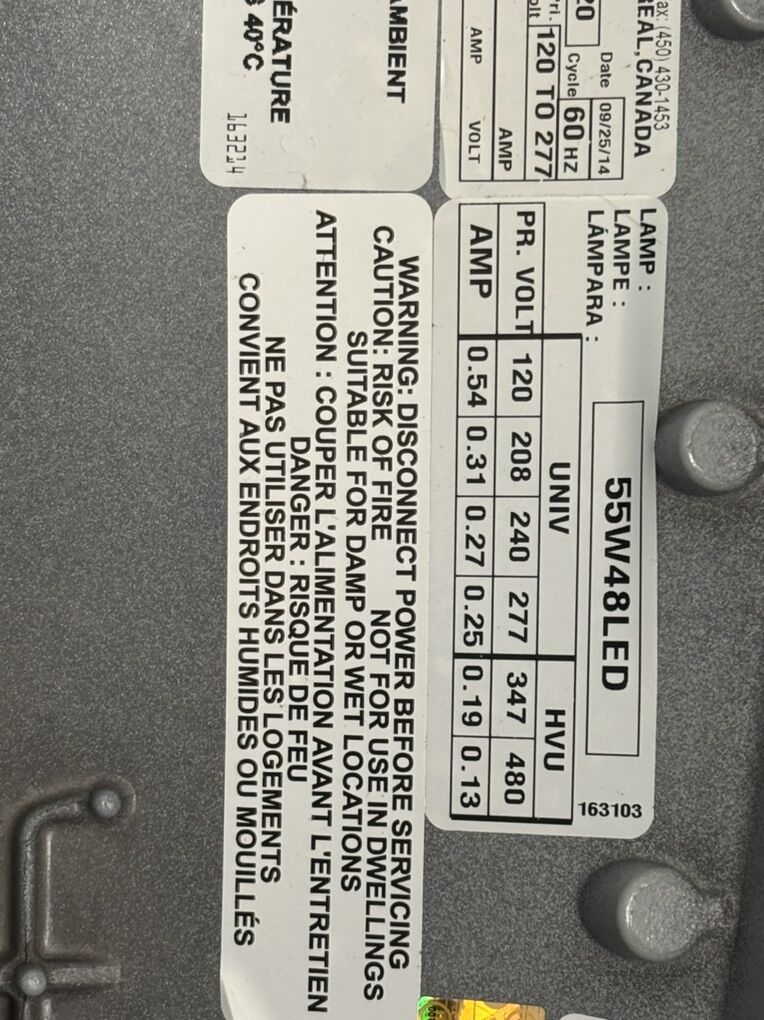 ax: (450) 430-1453
REAL, CANADA
20
Date
09/25/14
Pri.
Cycle
60 HZ
olt
120 TO 277
AMP
AMP
VOLT
AMBIENT
ÉRATURE
40°C
163214
LAMP :
LAMPE :
LÁMPARA :
55W48LED
163103
UNIV HVU
PR. VOLT 120 208 240 277 347 480
AMP 0.54 0.31 0.27 0.25 0.19 0.13
WARNING: DISCONNECT POWER BEFORE SERVICING
CAUTION: RISK OF FIRE NOT FOR USE IN DWELLINGS
SUITABLE FOR DAMP OR WET LOCATIONS
ATTENTION : COUPER L'ALIMENTATION AVANT L'ENTRETIEN
DANGER : RISQUE DE FEU
NE PAS UTILISER DANS LES LOGEMENTS
CONVIENT AUX ENDROITS HUMIDES OU MOUILLÉS